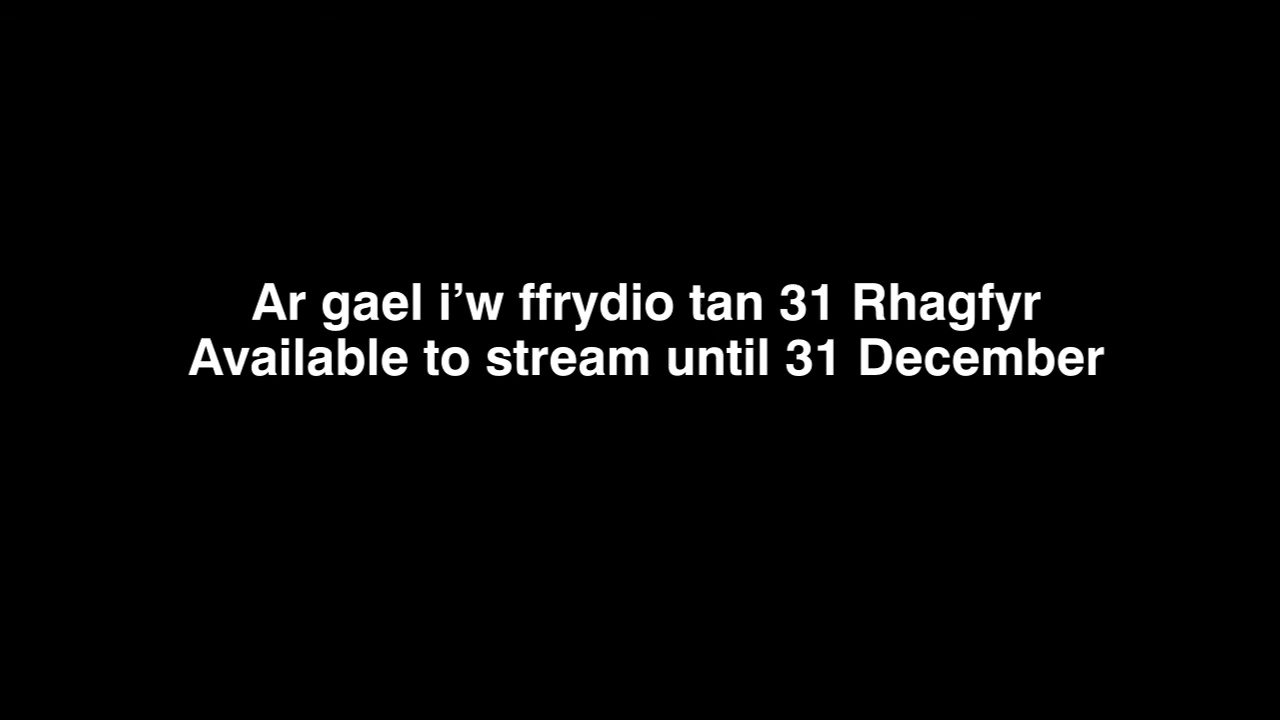 Ar gael i’w ffrydio tan 31 Rhagfyr
Available to stream until 31 December